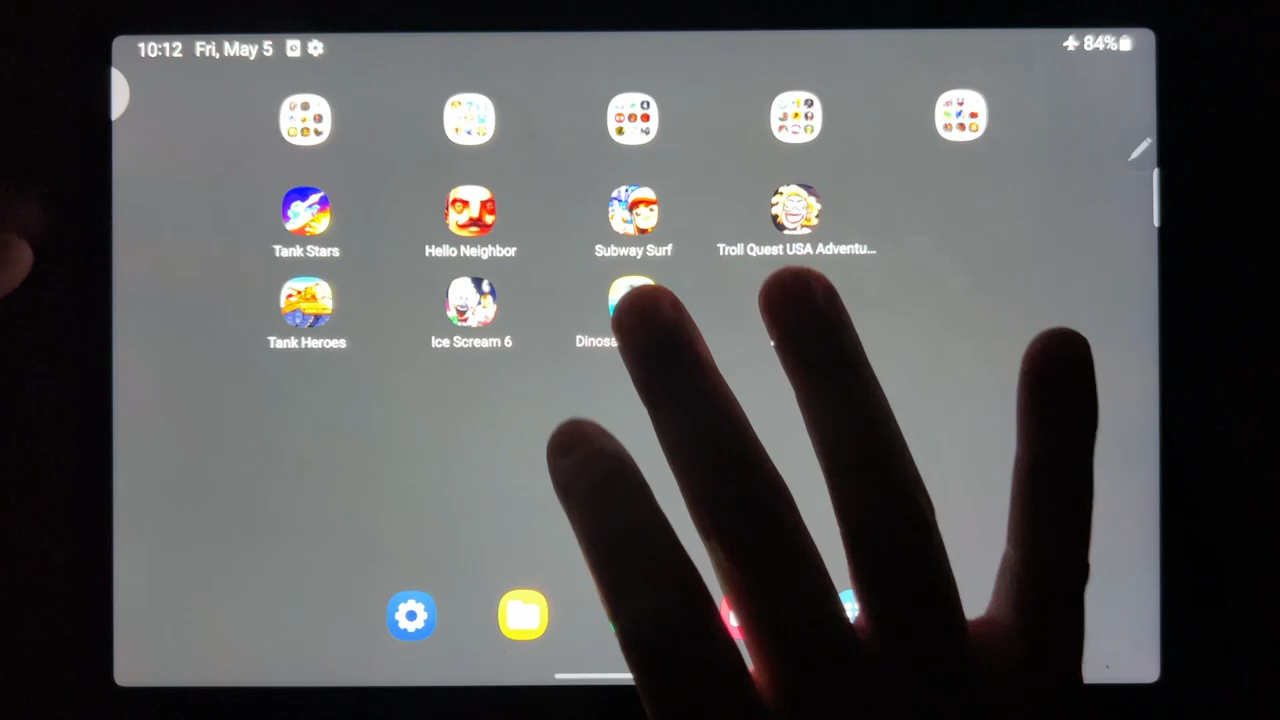 10:12 Fri, May 5
84%
Tank Stars
Hello Neighbor
Subway Surf
Troll Quest USA Adventu...
Tank Heroes
Ice Scream 6